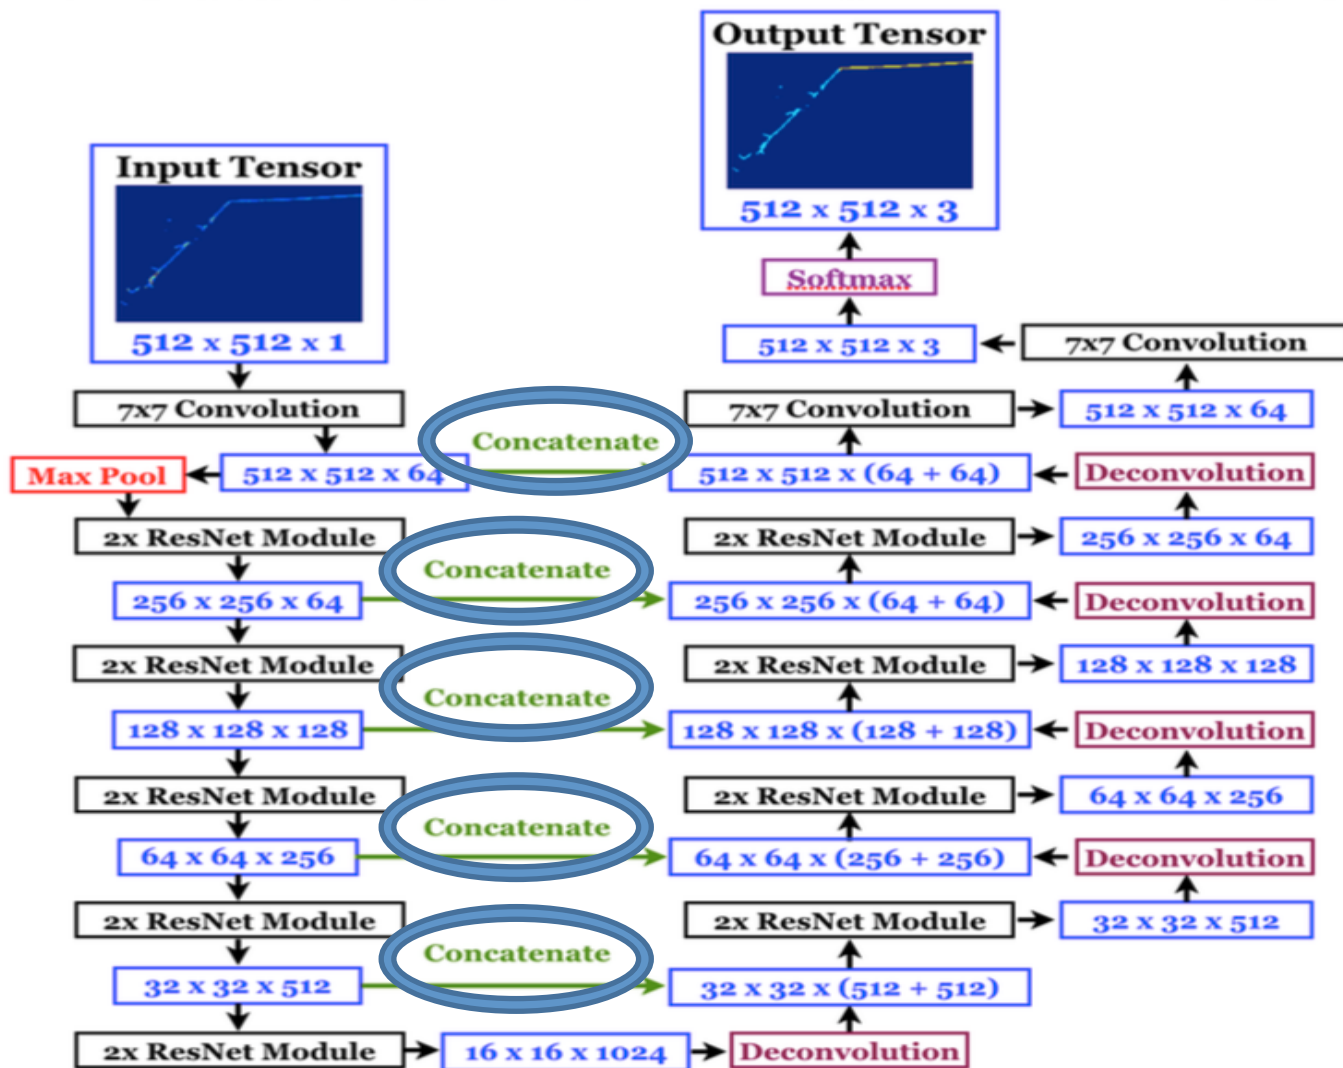 Input Tensor
512 x 512 x 1
7x7 Convolution
512 x 512 x 64
Max Pool
2x ResNet Module
256 x 256 x 64
2x ResNet Module
128 x 128 x 128
2x ResNet Module
64 x 64 x 256
2x ResNet Module
32 x 32 x 512
2x ResNet Module
16 x 16 x 1024
Deconvolution
Concatenate
Concatenate
Concatenate
Concatenate
Concatenate
32 x 32 x (512 + 512)
2x ResNet Module
32 x 32 x 512
Deconvolution
64 x 64 x (256 + 256)
2x ResNet Module
64 x 64 x 256
Deconvolution
128 x 128 x (128 + 128)
2x ResNet Module
128 x 128 x 128
Deconvolution
256 x 256 x (64 + 64)
2x ResNet Module
256 x 256 x 64
Deconvolution
512 x 512 x (64 + 64)
7x7 Convolution
512 x 512 x 64
7x7 Convolution
512 x 512 x 3
Softmax
Output Tensor
512 x 512 x 3